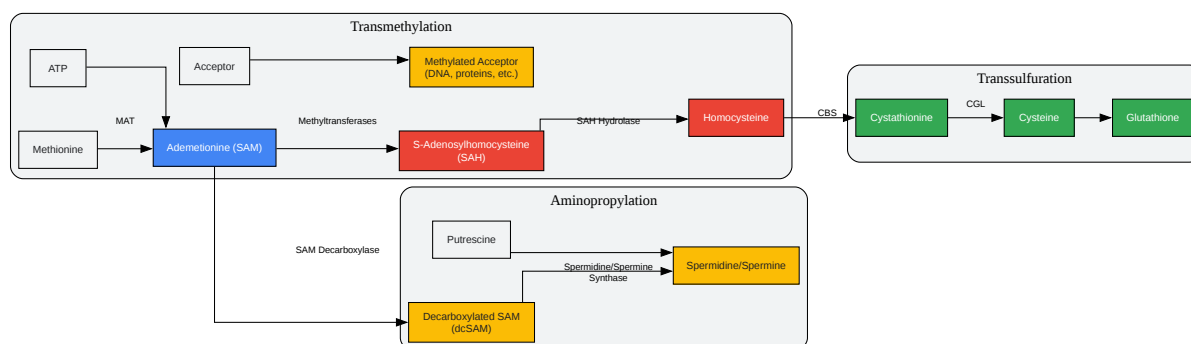 Transmethylation
ATP
Acceptor
Methylated Acceptor
(DNA, proteins, etc.)
Transsulfuration
MAT
Methyltransferases
SAH Hydrolase
Homocysteine
CBS
Cystathionine
CGL
Cysteine
Glutathione
Methionine
Ademetionine (SAM)
S-Adenosylhomocysteine
(SAH)
Aminopropylation
Putrescine
SAM Decarboxylase
Spermidine/Spermine
Synthase
Spermidine/Spermine
Decarboxylated SAM
(dcSAM)